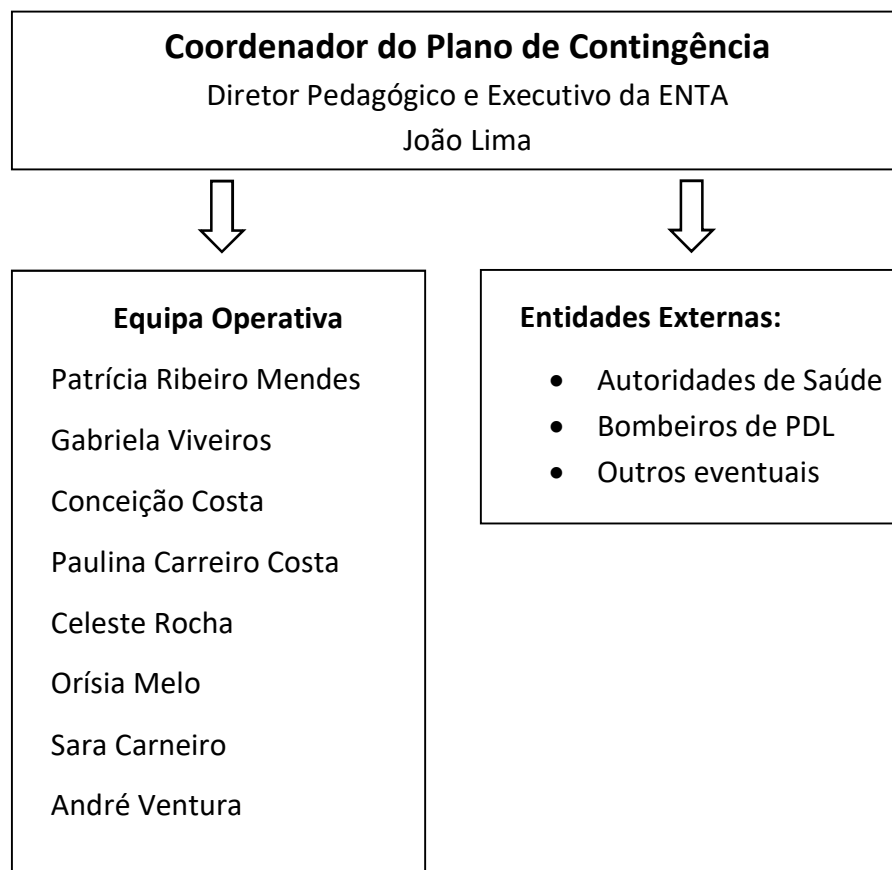 Coordenador do Plano de Contingência
Diretor Pedagógico e Executivo da ENTA
João Lima
Equipa Operativa
Patrícia Ribeiro Mendes
Gabriela Viveiros
Conceição Costa
Paulina Carreiro Costa
Celeste Rocha
Orísia Melo
Sara Carneiro
André Ventura
Entidades Externas:
• Autoridades de Saúde
• Bombeiros de PDL
• Outros eventuais